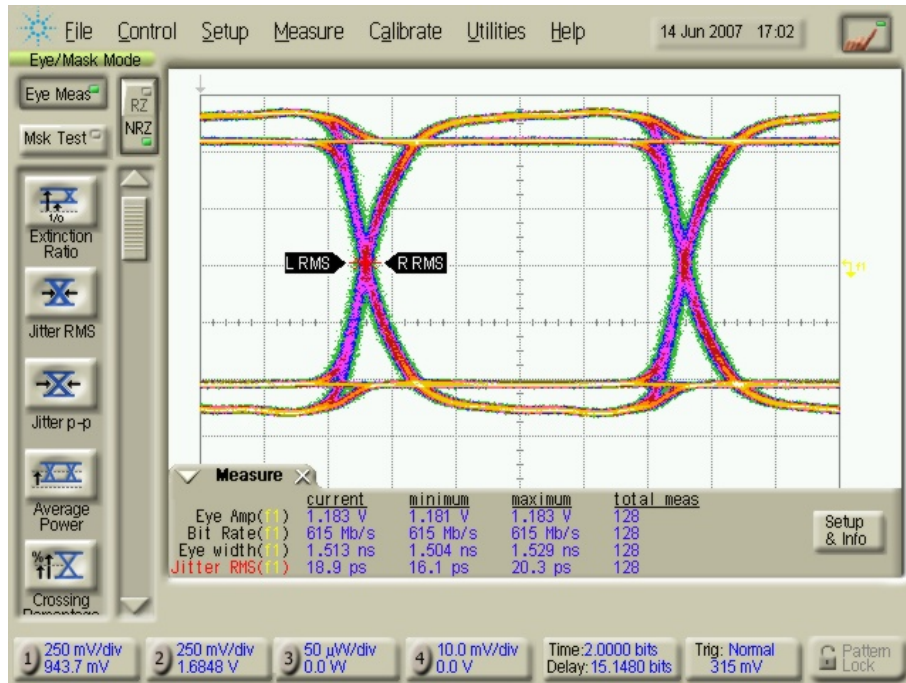 File Control Setup Measure Calibrate Utilities Help 14 Jun 2007 17:02
Eye/Mask Mode
Eye Meas
RZ
NRZ
Msk Test
1/0
Extinction
Ratio
Jitter RMS
Jitter p-p
Average
Power
%
Crossing
Percentage
L RMS R RMS
f1
Measure
current minimum maximum total meas
Eye Amp(f1) 1.183 V 1.181 V 1.183 V 128
Bit Rate(f1) 615 Mb/s 615 Mb/s 615 Mb/s 128
Eye width(f1) 1.513 ns 1.504 ns 1.529 ns 128
Jitter RMS(f1) 18.9 ps 16.1 ps 20.3 ps 128
Setup
& Info
1 250 mV/div
943.7 mV
2 250 mV/div
1.6848 V
3 50 µW/div
0.0 W
4 10.0 mV/div
0.0 V
Time:2.0000 bits
Delay:15.1480 bits
Trig: Normal
315 mV
Pattern
Lock